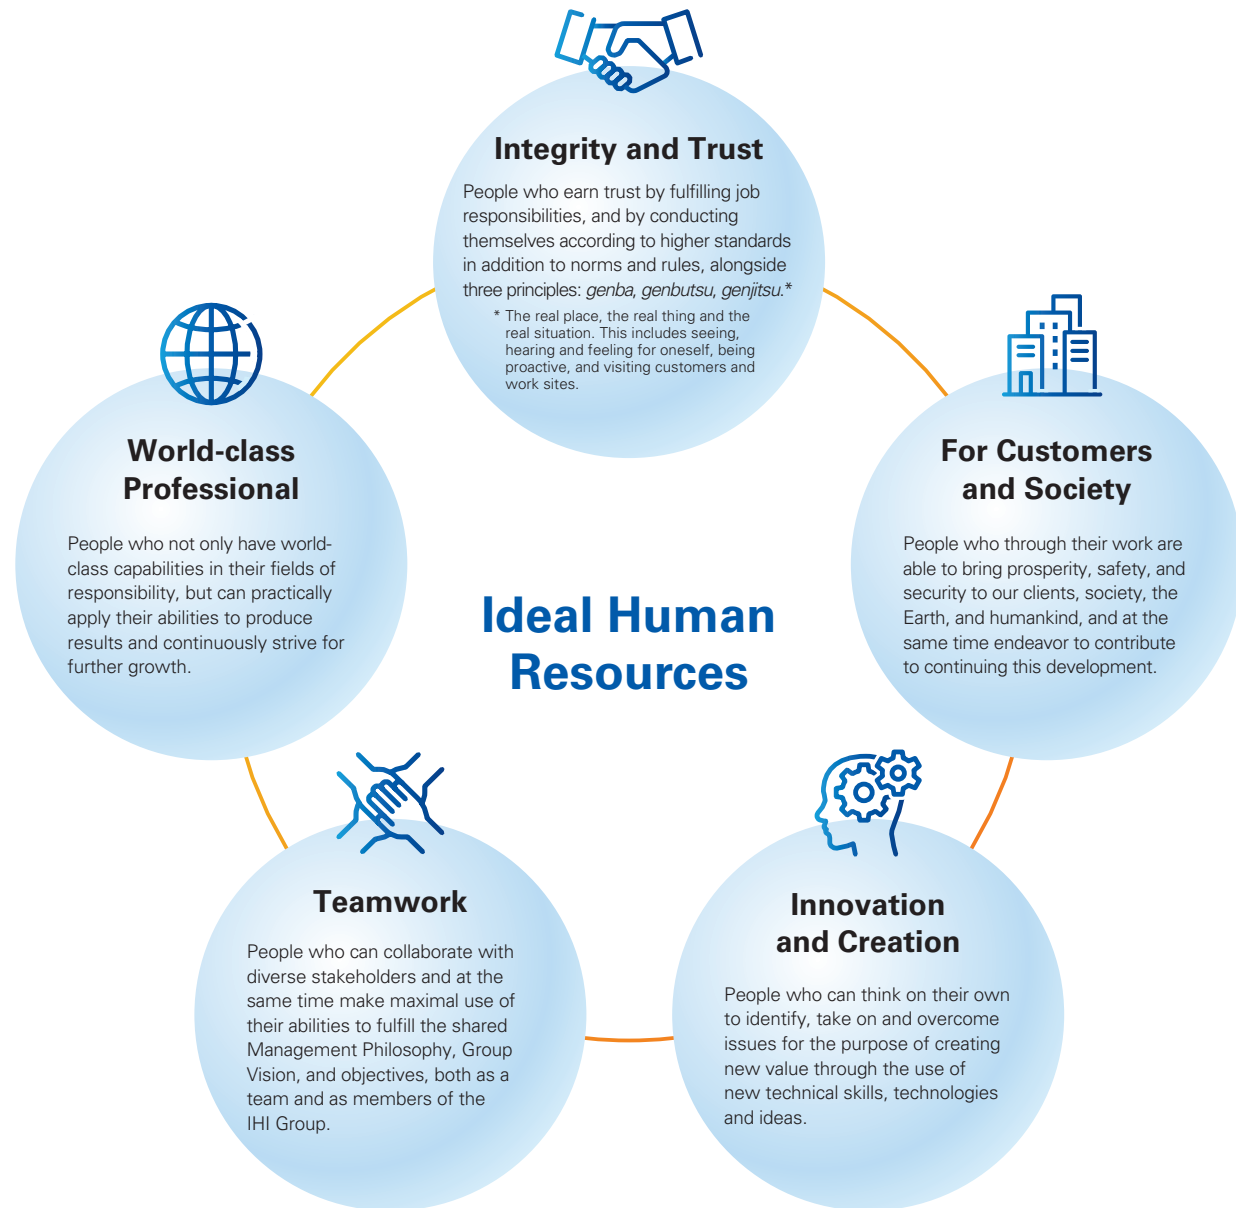 Integrity and Trust
People who earn trust by fulfilling job
responsibilities, and by conducting
themselves according to higher standards
in addition to norms and rules, alongside
three principles: genba, genbutsu, genjitsu.*
* The real place, the real thing and the
real situation. This includes seeing,
hearing and feeling for oneself, being
proactive, and visiting customers and
work sites.
World-class
Professional
People who not only have world-
class capabilities in their fields of
responsibility, but can practically
apply their abilities to produce
results and continuously strive for
further growth.
For Customers
and Society
People who through their work are
able to bring prosperity, safety, and
security to our clients, society, the
Earth, and humankind, and at the
same time endeavor to contribute
to continuing this development.
Ideal Human
Resources
Teamwork
People who can collaborate with
diverse stakeholders and at the
same time make maximal use of
their abilities to fulfill the shared
Management Philosophy, Group
Vision, and objectives, both as a
team and as members of the
IHI Group.
Innovation
and Creation
People who can think on their own
to identify, take on and overcome
issues for the purpose of creating
new value through the use of
new technical skills, technologies
and ideas.